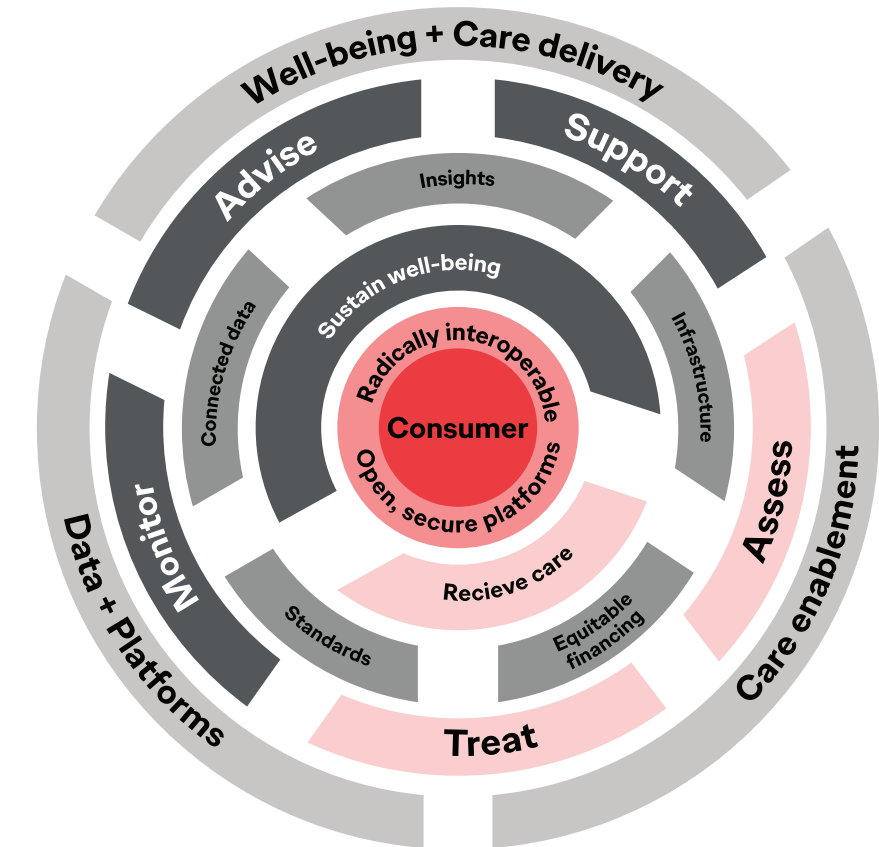 Well-being + Care delivery
Advise
Support
Insights
Sustain well-being
Connected data
Infrastructure
Radically interoperable
Consumer
Open, secure platforms
Monitor
Assess
Data + Platforms
Care enablement
Recieve care
Standards
Equitable
financing
Treat